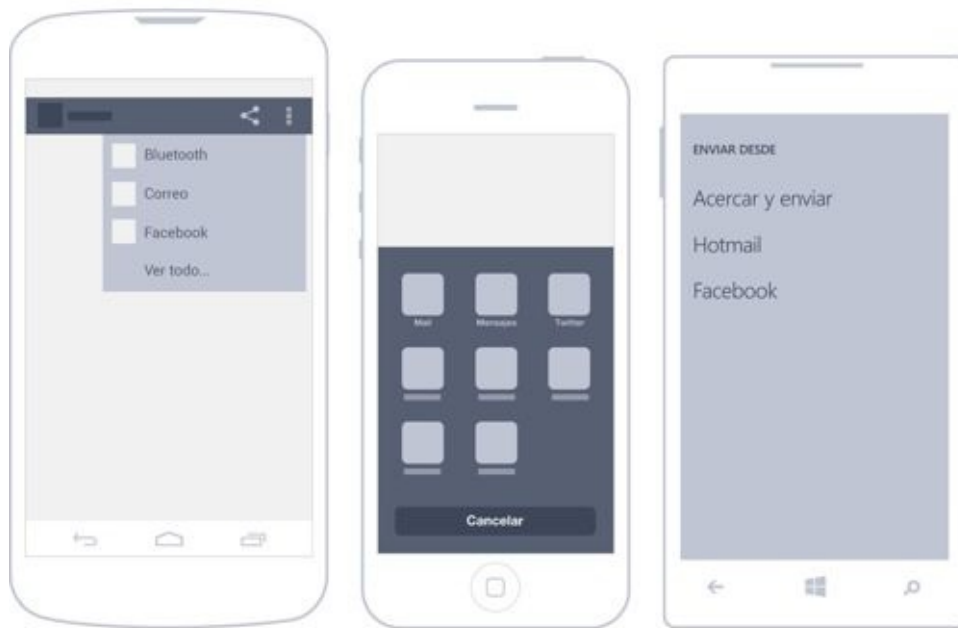 Bluetooth
Correo
Facebook
Ver todo...
Mail
Mensajes
Twitter
Cancelar
ENVIAR DESDE
Acercar y enviar
Hotmail
Facebook